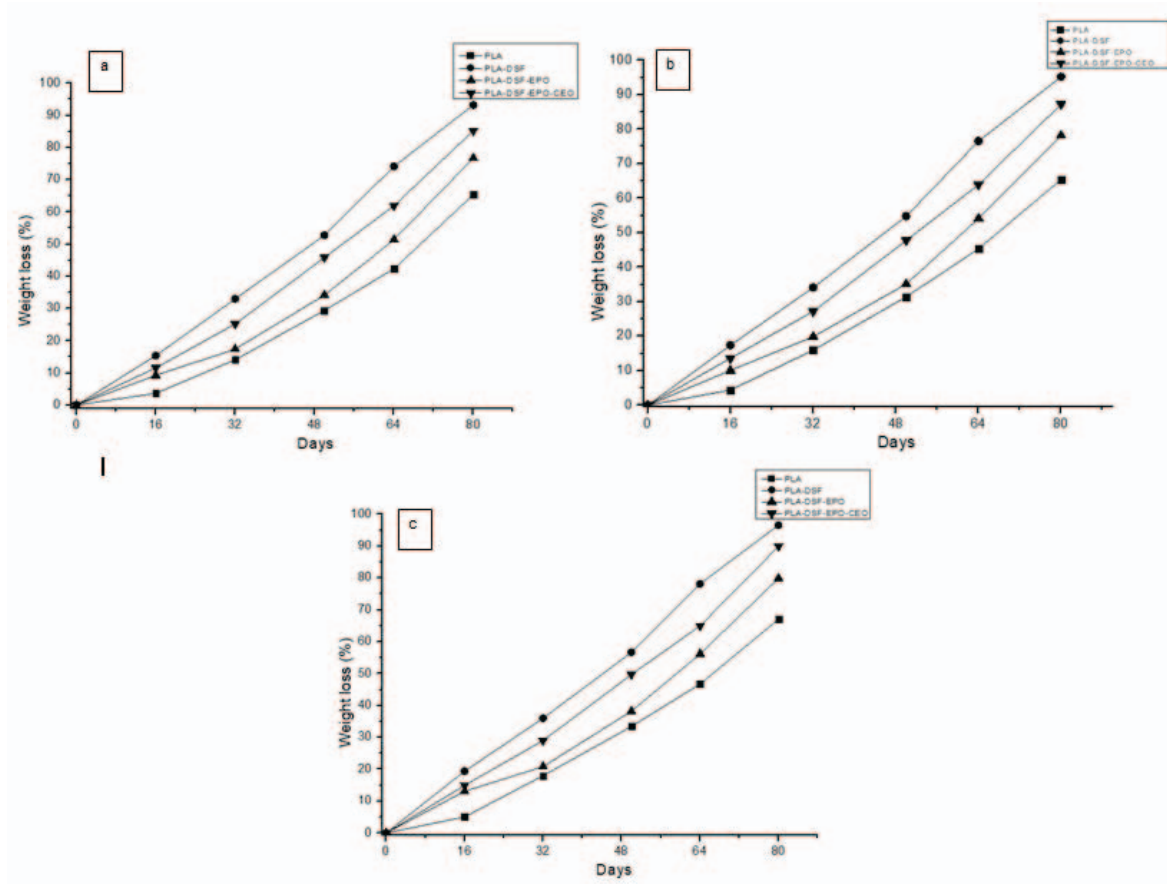 a
PLA
PLA-DSF
PLA-DSF-EPO
PLA-DSF-EPO-CEO
100
90
80
70
60
50
40
30
20
10
0
Weight loss (%)
0 16 32 48 64 80
Days
b
PLA
PLA-DSF
PLA-DSF-EPO
PLA-DSF-EPO-CEO
100
90
80
70
60
50
40
30
20
10
0
Weight loss (%)
0 16 32 48 64 80
Days
I
c
PLA
PLA-DSF
PLA-DSF-EPO
PLA-DSF-EPO-CEO
100
90
80
70
60
50
40
30
20
10
0
Weight loss (%)
0 16 32 48 64 80
Days